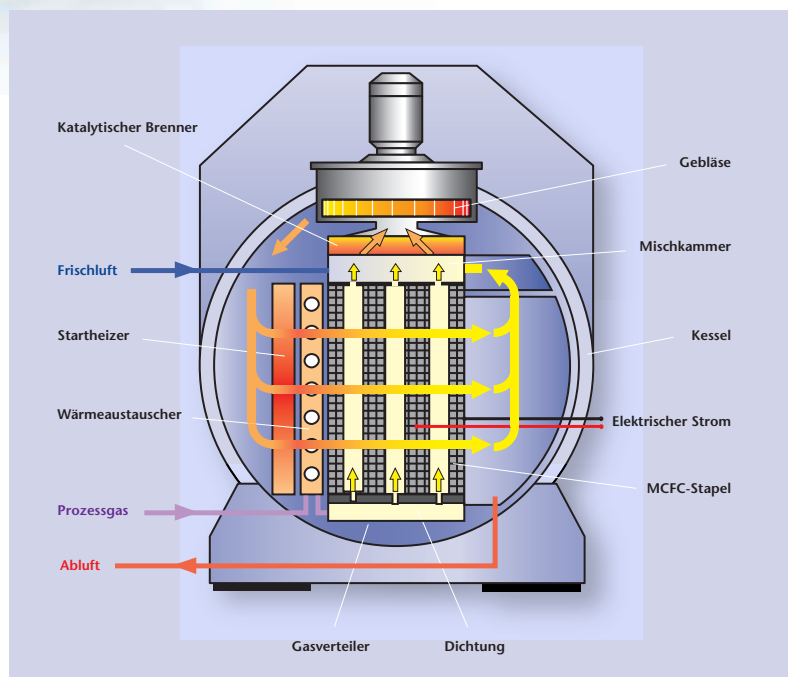 Katalytischer Brenner
Gebläse
Mischkammer
Frischluft
Startheizer
Kessel
Wärmeaustauscher
Elektrischer Strom
MCFC-Stapel
Prozessgas
Abluft
Gasverteiler
Dichtung